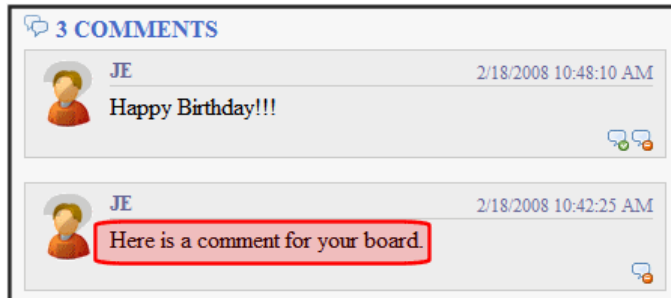 3 COMMENTS
JE 2/18/2008 10:48:10 AM
Happy Birthday!!!
JE 2/18/2008 10:42:25 AM
Here is a comment for your board.